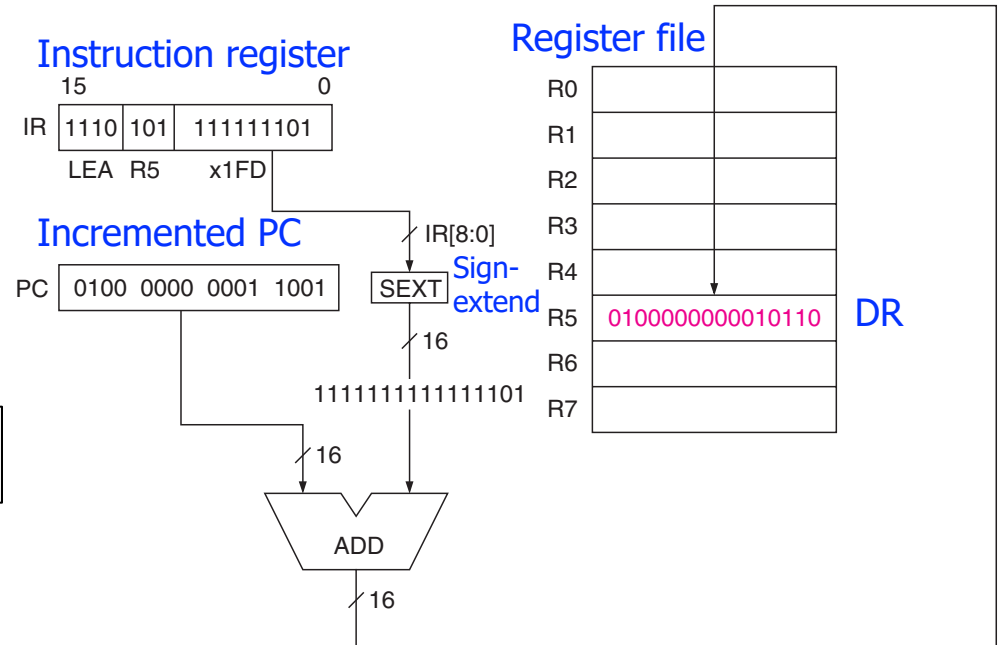 Instruction register
15 0
IR 1110 101 111111101
LEA R5 x1FD
IR[8:0]
Incremented PC
PC 0100 0000 0001 1001
SEXT
Sign-
extend
16
1111111111111101
16
ADD
16
Register file
R0
R1
R2
R3
R4
R5 0100000000010110 DR
R6
R7